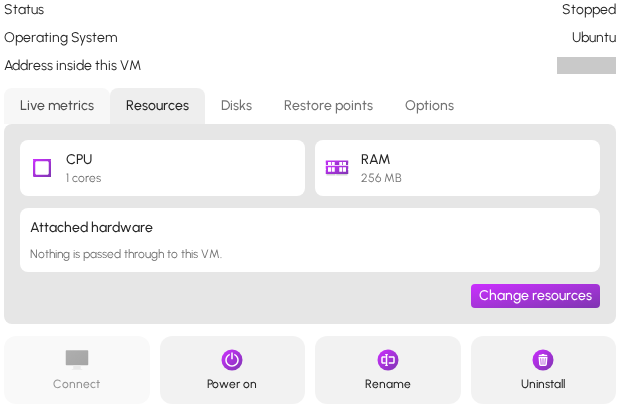 Status Stopped
Operating System Ubuntu
Address inside this VM
Live metrics Resources Disks Restore points Options
CPU
1 cores
RAM
256 MB
Attached hardware
Nothing is passed through to this VM.
Change resources
Connect Power on Rename Uninstall